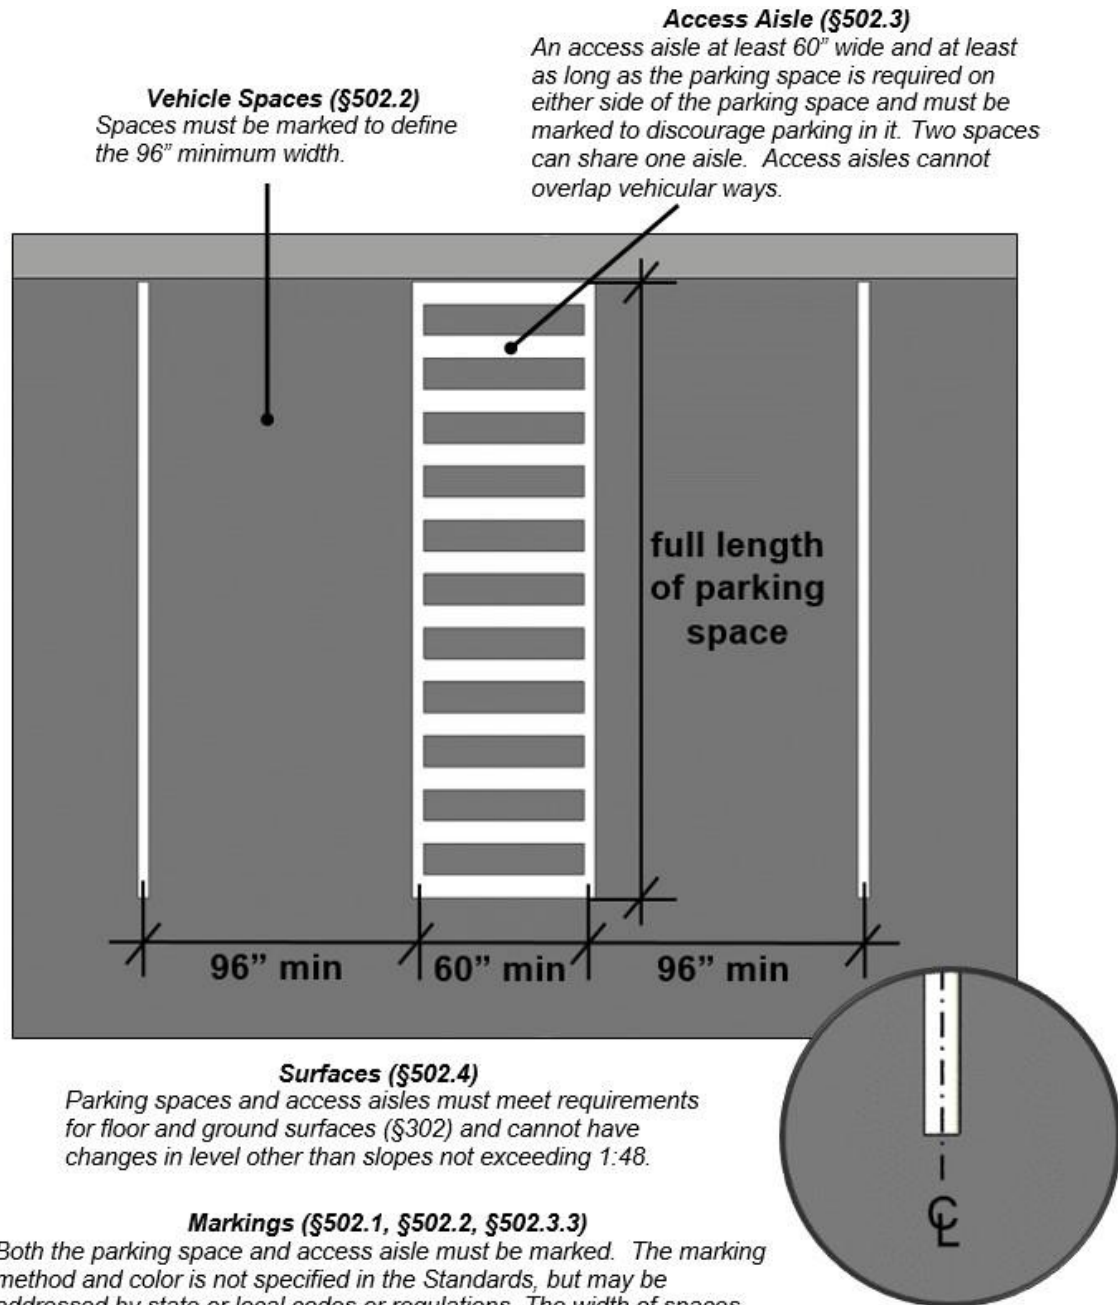 Access Aisle (§502.3)
An access aisle at least 60” wide and at least
as long as the parking space is required on
either side of the parking space and must be
marked to discourage parking in it. Two spaces
can share one aisle.  Access aisles cannot
overlap vehicular ways.
Vehicle Spaces (§502.2)
Spaces must be marked to define
the 96” minimum width.
full length
of parking
space
96” min
60” min
96” min
℄
Surfaces (§502.4)
Parking spaces and access aisles must meet requirements
for floor and ground surfaces (§302) and cannot have
changes in level other than slopes not exceeding 1:48.
Markings (§502.1, §502.2, §502.3.3)
Both the parking space and access aisle must be marked.  The marking
method and color is not specified in the Standards, but may be
addressed by state or local codes or regulations. The width of spaces